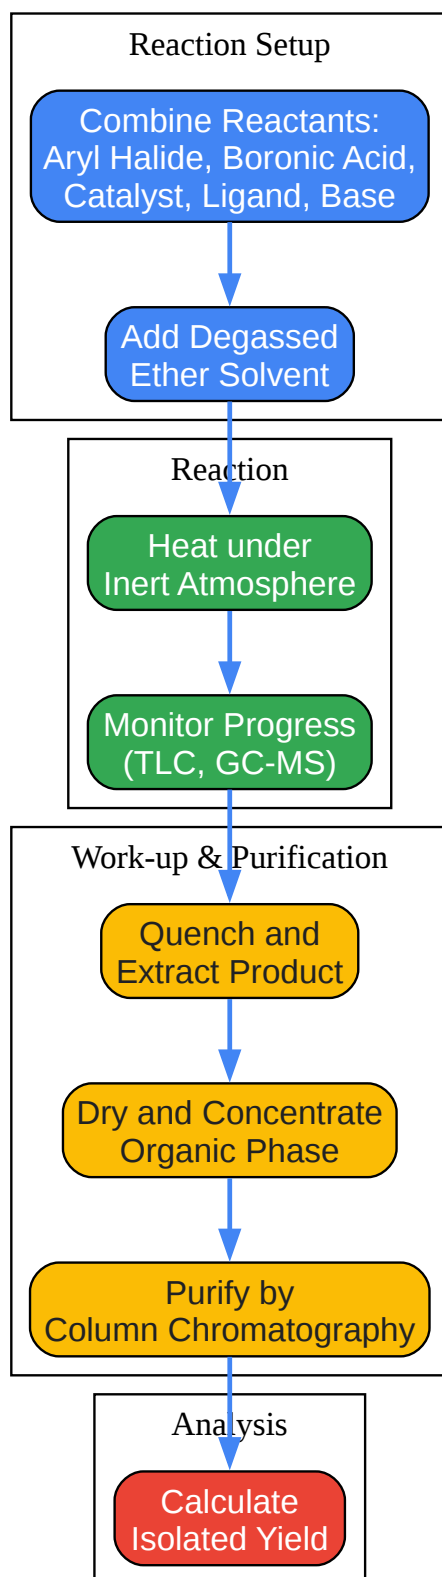 Reaction Setup
Combine Reactants:
Aryl Halide, Boronic Acid,
Catalyst, Ligand, Base
Add Degassed
Ether Solvent
Reaction
Heat under
Inert Atmosphere
Monitor Progress
(TLC, GC-MS)
Work-up & Purification
Quench and
Extract Product
Dry and Concentrate
Organic Phase
Purify by
Column Chromatography
Analysis
Calculate
Isolated Yield